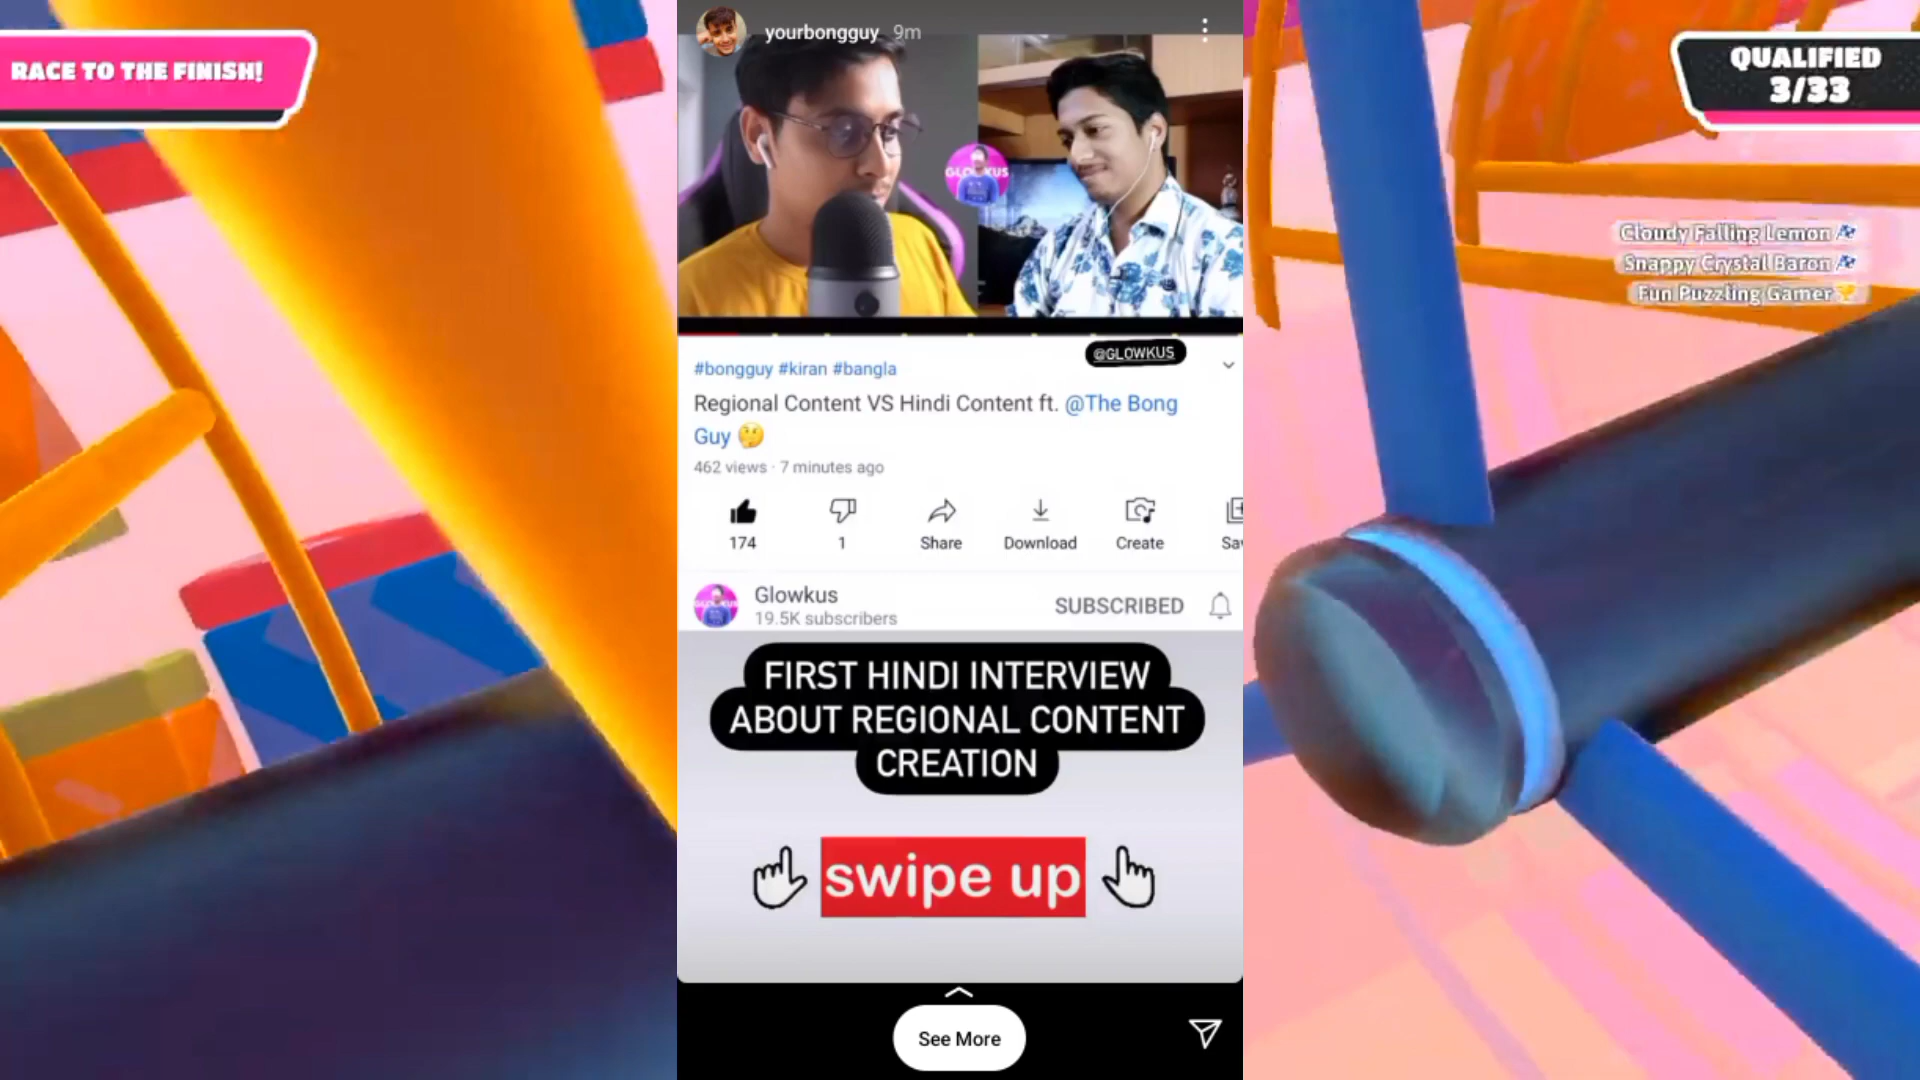 RACE TO THE FINISH!
QUALIFIED
3/33
Cloudy Falling Lemon
Snappy Crystal Baron
Fun Puzzling Gamer
yourbongguy 9m
GLOWKUS
@GLOWKUS
#bongguy #kiran #bangla
Regional Content VS Hindi Content ft. @The Bong
Guy 🤔
462 views · 7 minutes ago
174 1 Share Download Create Sav
Glowkus
19.5K subscribers
SUBSCRIBED
FIRST HINDI INTERVIEW
ABOUT REGIONAL CONTENT
CREATION
swipe up
See More